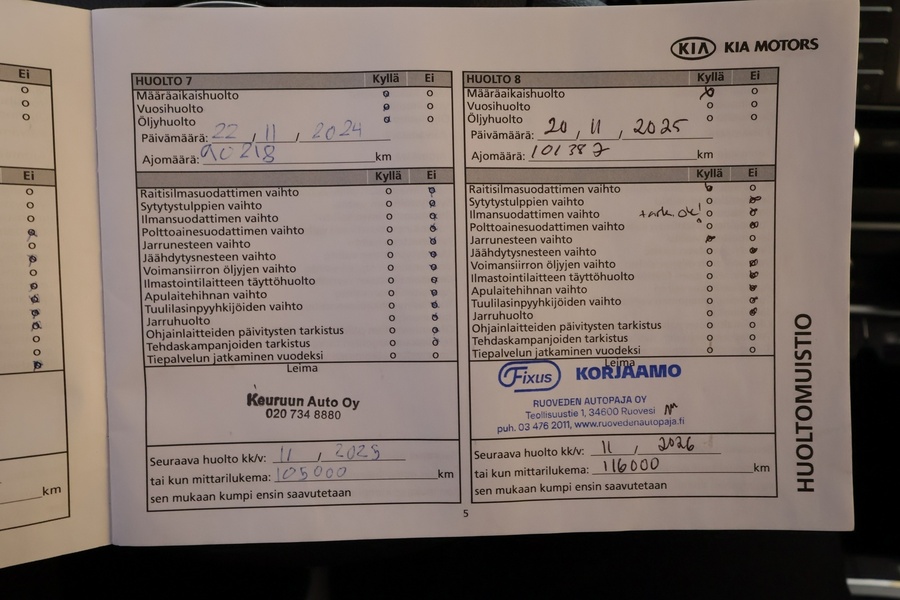 KIA KIA MOTORS
Ei
Ei
km
HUOLTO 7 Kyllä Ei
Määräaikaishuolto
Vuosihuolto
Öljyhuolto
Päivämäärä: 22, 11, 2024
Ajomäärä: 90218 km
Kyllä Ei
Raitisilmasuodattimen vaihto
Sytytystulppien vaihto
Ilmansuodattimen vaihto
Polttoainesuodattimen vaihto
Jarrunesteen vaihto
Jäähdytysnesteen vaihto
Voimansiirron öljyjen vaihto
Ilmastointilaitteen täyttöhuolto
Apulaitehihnan vaihto
Tuulilasinpyyhkijöiden vaihto
Jarruhuolto
Ohjainlaitteiden päivitysten tarkistus
Tehdaskampanjoiden tarkistus
Tiepalvelun jatkaminen vuodeksi
Leima
Keuruun Auto Oy
020 734 8880
Seuraava huolto kk/v: 11, 2025
tai kun mittarilukema: 105000 km
sen mukaan kumpi ensin saavutetaan
HUOLTO 8 Kyllä Ei
Määräaikaishuolto
Vuosihuolto
Öljyhuolto
Päivämäärä: 20, 11, 2025
Ajomäärä: 101387 km
Kyllä Ei
Raitisilmasuodattimen vaihto
Sytytystulppien vaihto
Ilmansuodattimen vaihto tark. ok!
Polttoainesuodattimen vaihto
Jarrunesteen vaihto
Jäähdytysnesteen vaihto
Voimansiirron öljyjen vaihto
Ilmastointilaitteen täyttöhuolto
Apulaitehihnan vaihto
Tuulilasinpyyhkijöiden vaihto
Jarruhuolto
Ohjainlaitteiden päivitysten tarkistus
Tehdaskampanjoiden tarkistus
Tiepalvelun jatkaminen vuodeksi
Leima
Fixus KORJAAMO
RUOVEDEN AUTOPAJA OY
Teollisuustie 1, 34600 Ruovesi
puh. 03 476 2011, www.ruovedenautopaja.fi
Seuraava huolto kk/v: 11, 2026
tai kun mittarilukema: 116000 km
sen mukaan kumpi ensin saavutetaan
HUOLTOMUISTIO
5